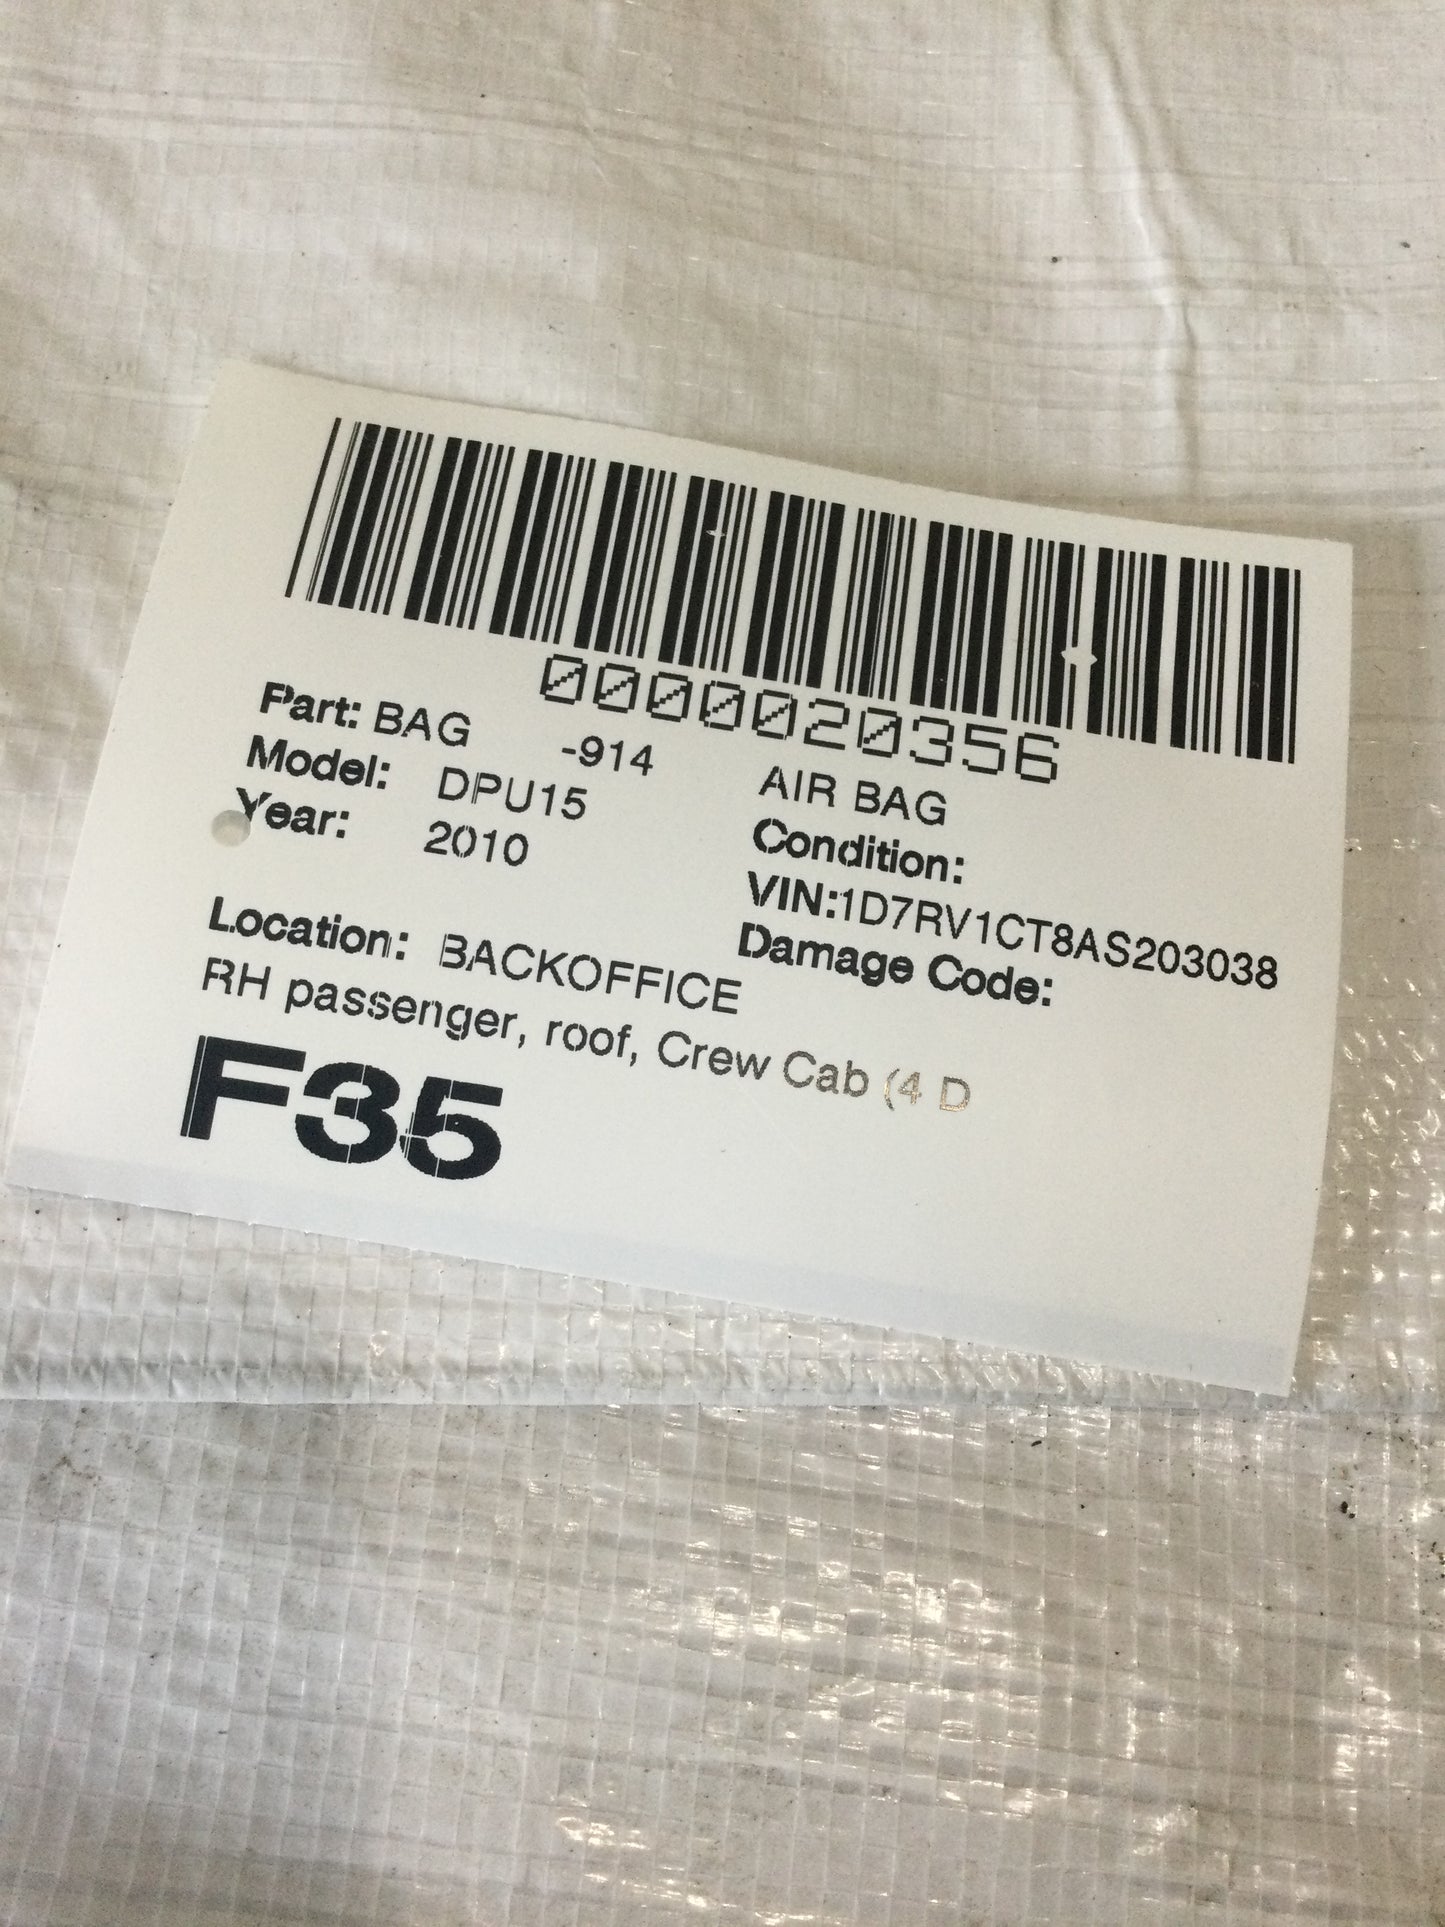 0000020356
Part: BAG -914 AIR BAG
Model: DPU15 Condition:
Year: 2010 VIN:1D7RV1CT8AS203038
Damage Code:
Location: BACKOFFICE
RH passenger, roof, Crew Cab (4 D
F35